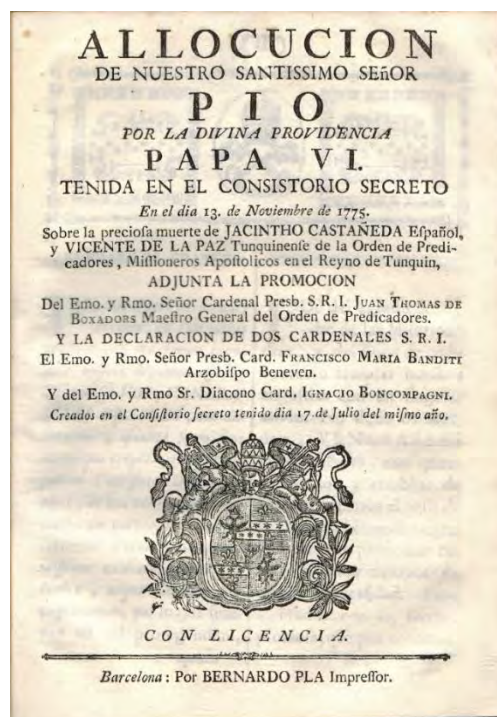 ALLOCUCION
DE NUESTRO SANTISSIMO SEñOR
PIO
POR LA DIVINA PROVIDENCIA
PAPA VI.
TENIDA EN EL CONSISTORIO SECRETO
En el dia 13. de Noviembre de 1775.
Sobre la precioſa muerte de JACINTHO CASTAÑEDA Eſpañol,
y VICENTE DE LA PAZ Tunquinenſe de la Orden de Predi-
cadores, Miſſioneros Apoſtolicos en el Reyno de Tunquin,
ADJUNTA LA PROMOCION
Del Emo. y Rmo. Señor Cardenal Presb. S.R.I. JUAN THOMAS DE
BOXADORS Maeſtro General del Orden de Predicadores.
Y LA DECLARACION DE DOS CARDENALES S. R. I.
El Emo. y Rmo. Señor Presb. Card. FRANCISCO MARIA BANDITI
Arzobiſpo Beneven.
Y del Emo. y Rmo Sr. Diacono Card. IGNACIO BONCOMPAGNI.
Creados en el Conſiſtorio ſecreto tenido dia 17 de Julio del miſmo año.
CON LICENCIA.
Barcelona: Por BERNARDO PLA Impreſſor.